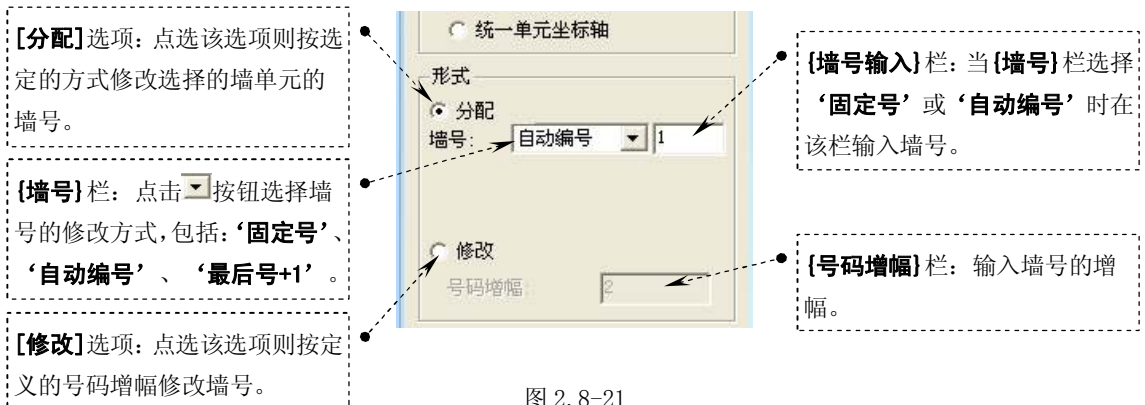 [分配]选项：点选该选项则按选
定的方式修改选择的墙单元的
墙号。
{墙号}栏：点击按钮选择墙
号的修改方式，包括：‘固定号’、
‘自动编号’、‘最后号+1’。
[修改]选项：点选该选项则按定
义的号码增幅修改墙号。
统一单元坐标轴
形式
分配
墙号: 自动编号 1
修改
号码增幅: 2
{墙号输入}栏：当{墙号}栏选择
‘固定号’或‘自动编号’时在
该栏输入墙号。
{号码增幅}栏：输入墙号的增
幅。
图 2.8-21